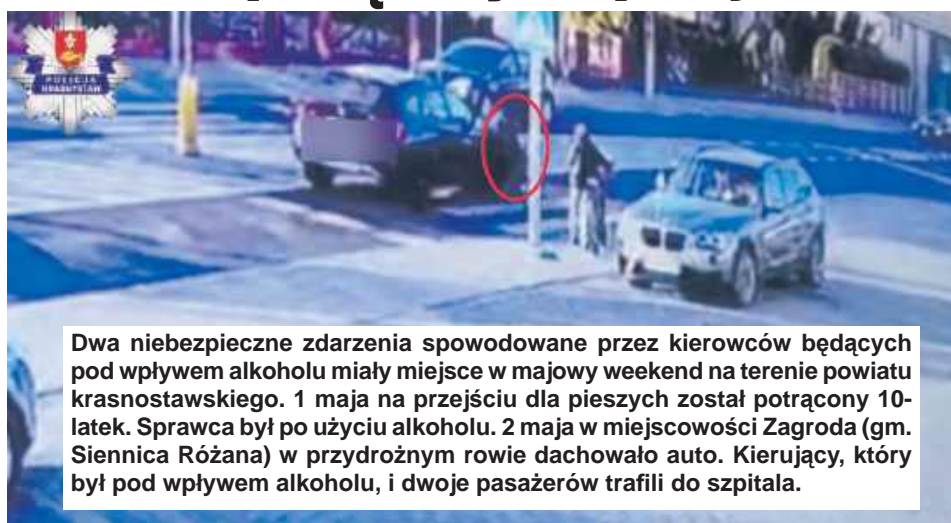 POLICJA
KRASNYSTAW
Dwa niebezpieczne zdarzenia spowodowane przez kierowców będących
pod wpływem alkoholu miały miejsce w majowy weekend na terenie powiatu
krasnostawskiego. 1 maja na przejściu dla pieszych został potrącony 10-
latek. Sprawca był po użyciu alkoholu. 2 maja w miejscowości Zagroda (gm.
Siennica Różana) w przydrożnym rowie dachowało auto. Kierujący, który
był pod wpływem alkoholu, i dwoje pasażerów trafili do szpitala.